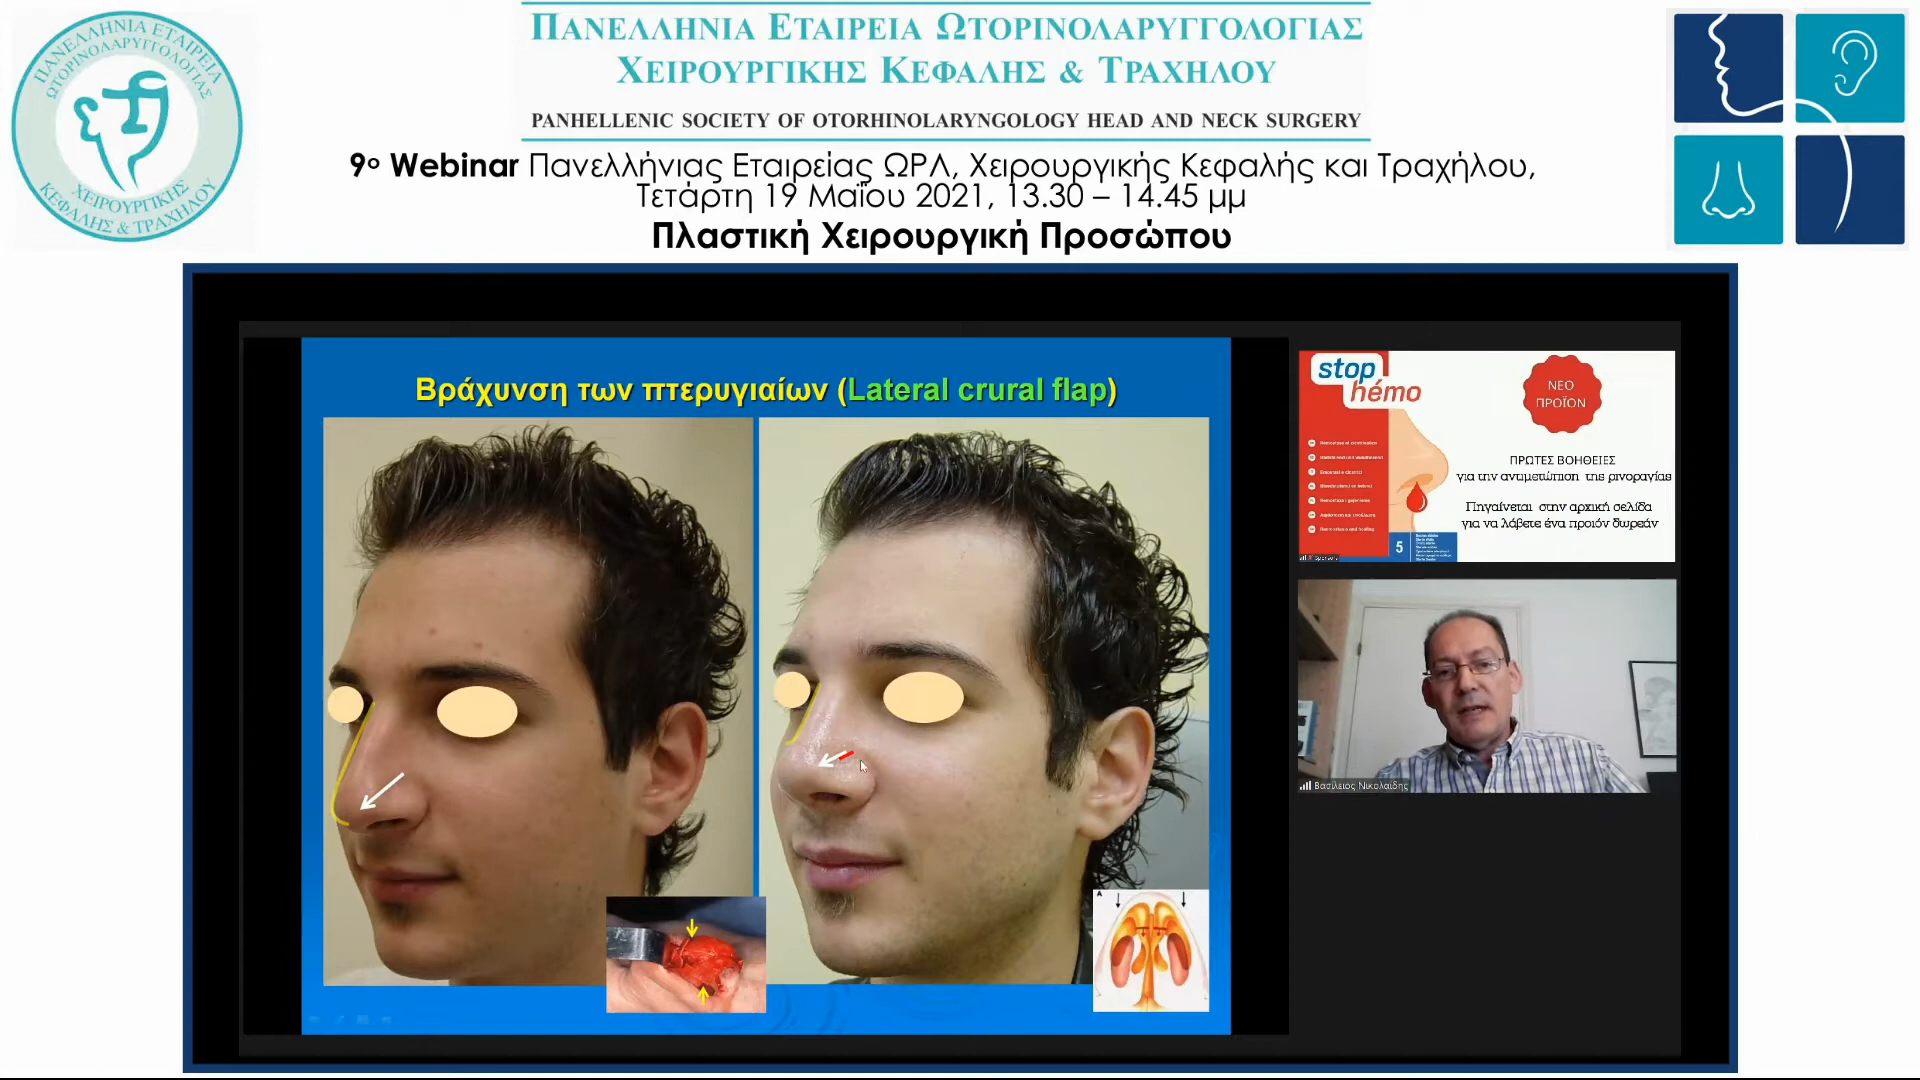 ΠΑΝΕΛΛΗΝΙΑ ΕΤΑΙΡΕΙΑ
ΩΤΟΡΙΝΟΛΑΡΥΓΓΟΛΟΓΙΑΣ
ΧΕΙΡΟΥΡΓΙΚΗΣ
ΚΕΦΑΛΗΣ & ΤΡΑΧΗΛΟΥ
ΠΑΝΕΛΛΗΝΙΑ ΕΤΑΙΡΕΙΑ ΩΤΟΡΙΝΟΛΑΡΥΓΓΟΛΟΓΙΑΣ
ΧΕΙΡΟΥΡΓΙΚΗΣ ΚΕΦΑΛΗΣ & ΤΡΑΧΗΛΟΥ
PANHELLENIC SOCIETY OF OTORHINOLARYNGOLOGY HEAD AND NECK SURGERY
9ο Webinar Πανελλήνιας Εταιρείας ΩΡΛ, Χειρουργικής Κεφαλής και Τραχήλου,
Τετάρτη 19 Μαΐου 2021, 13.30 – 14.45 μμ
Πλαστική Χειρουργική Προσώπου
Βράχυνση των πτερυγιαίων (Lateral crural flap)
A
stop
hémo
ΝΕΟ
ΠΡΟΪΟΝ
ΠΡΩΤΕΣ ΒΟΗΘΕΙΕΣ
για την αντιμετώπιση της ρινοραγίας
Πηγαίνεται στην αρχική σελίδα
για να λάβετε ένα προιόν δωρεάν
5
Βασίλειος Νικολαΐδης